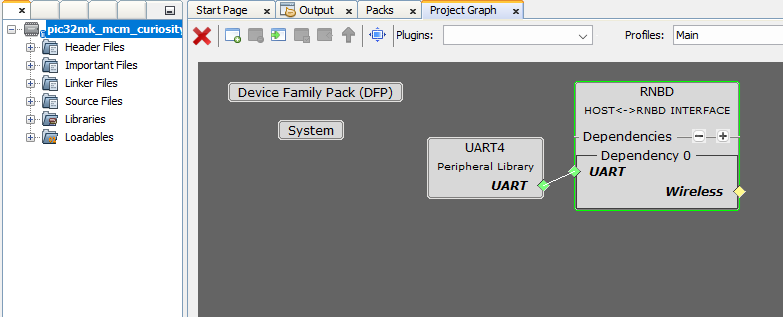 Start Page
Output
Packs
Project Graph
pic32mk_mcm_curiosity
Header Files
Important Files
Linker Files
Source Files
Libraries
Loadables
Plugins:
Profiles: Main
Device Family Pack (DFP)
System
UART4
Peripheral Library
UART
RNBD
HOST<->RNBD INTERFACE
Dependencies
Dependency 0
UART
Wireless